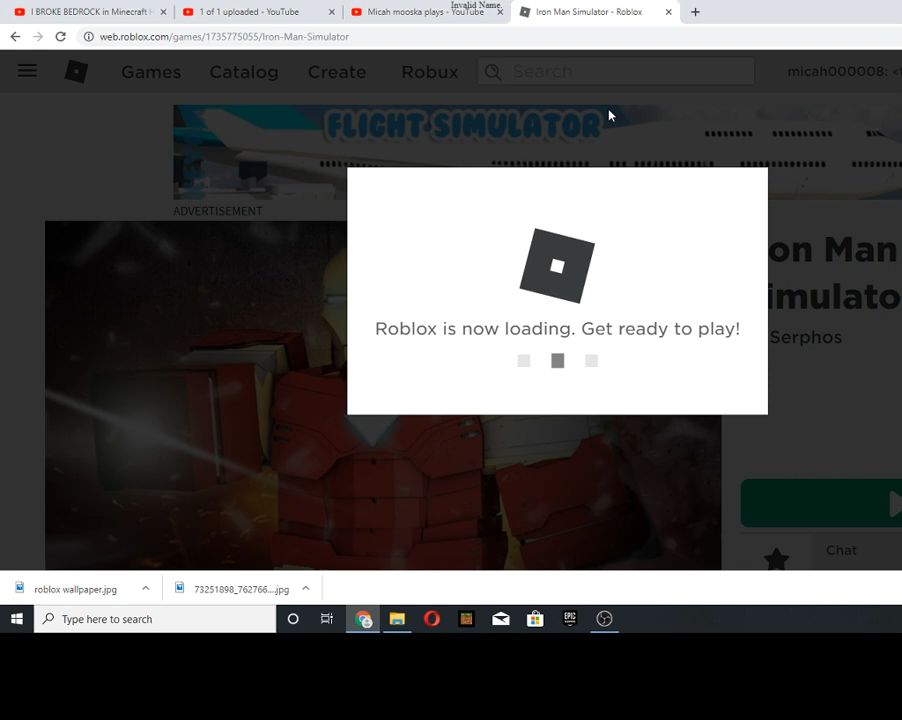 I BROKE BEDROCK in Minecraft
1 of 1 uploaded - YouTube
Micah mooska plays - YouTube
Invalid Name.
Iron Man Simulator - Roblox
web.roblox.com/games/1735775055/Iron-Man-Simulator
Games Catalog Create Robux Search micah000008: <
FLIGHT SIMULATOR
ADVERTISEMENT
on Man
imulato
Serphos
Roblox is now loading. Get ready to play!
Chat
roblox wallpaper.jpg
73251898_762766....jpg
Type here to search
EPIC